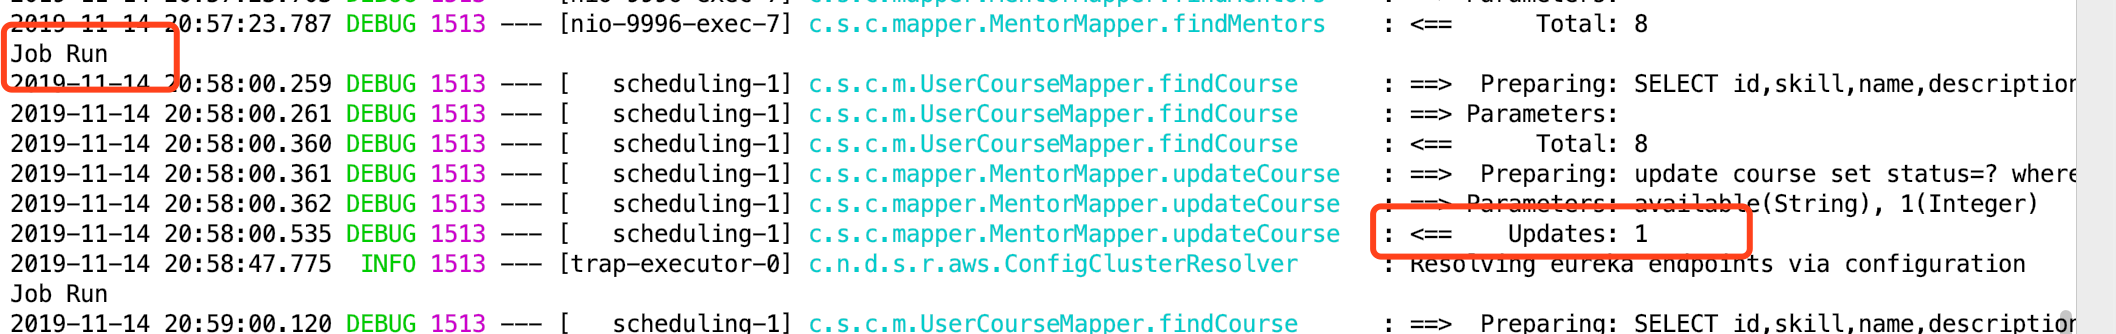 2019-11-14 20:57:23.787 DEBUG 1513 --- [nio-9996-exec-7] c.s.c.mapper.MentorMapper.findMentors : <== Total: 8
Job Run
2019-11-14 20:58:00.259 DEBUG 1513 --- [ scheduling-1] c.s.c.m.UserCourseMapper.findCourse : ==> Preparing: SELECT id,skill,name,description
2019-11-14 20:58:00.261 DEBUG 1513 --- [ scheduling-1] c.s.c.m.UserCourseMapper.findCourse : ==> Parameters:
2019-11-14 20:58:00.360 DEBUG 1513 --- [ scheduling-1] c.s.c.m.UserCourseMapper.findCourse : <== Total: 8
2019-11-14 20:58:00.361 DEBUG 1513 --- [ scheduling-1] c.s.c.mapper.MentorMapper.updateCourse : ==> Preparing: update course set status=? where
2019-11-14 20:58:00.362 DEBUG 1513 --- [ scheduling-1] c.s.c.mapper.MentorMapper.updateCourse : ==> Parameters: available(String), 1(Integer)
2019-11-14 20:58:00.535 DEBUG 1513 --- [ scheduling-1] c.s.c.mapper.MentorMapper.updateCourse : <== Updates: 1
2019-11-14 20:58:47.775 INFO 1513 --- [trap-executor-0] c.n.d.s.r.aws.ConfigClusterResolver : Resolving eureka endpoints via configuration
Job Run
2019-11-14 20:59:00.120 DEBUG 1513 --- [ scheduling-1] c.s.c.m.UserCourseMapper.findCourse : ==> Preparing: SELECT id,skill,name,description